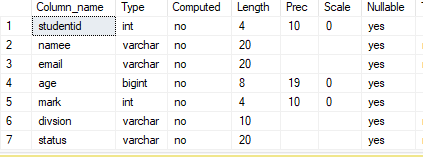 Column_name Type Computed Length Prec Scale Nullable T
1 studentid int no 4 10 0 yes
2 namee varchar no 20 yes
3 email varchar no 20 yes
4 age bigint no 8 19 0 yes
5 mark int no 4 10 0 yes
6 divsion varchar no 10 yes
7 status varchar no 20 yes